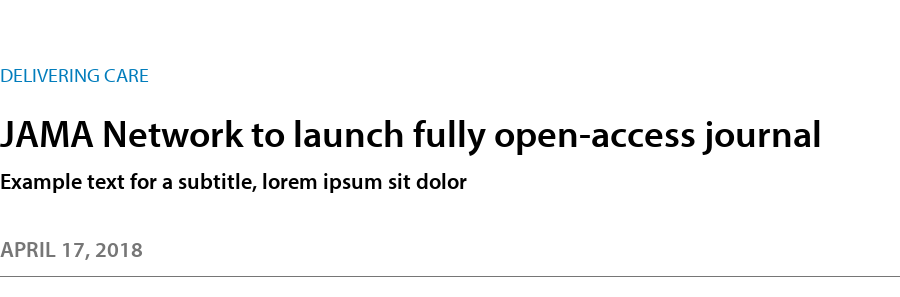 DELIVERING CARE
JAMA Network to launch fully open-access journal
Example text for a subtitle, lorem ipsum sit dolor
APRIL 17, 2018